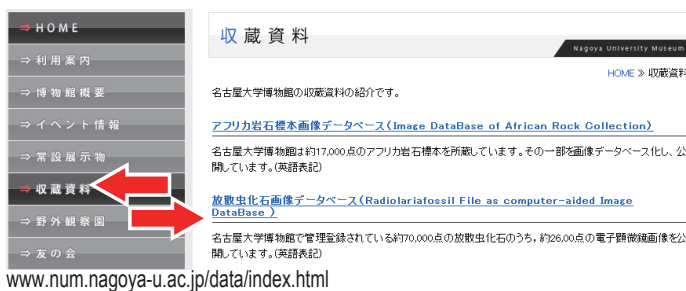 ⇒ HOME
⇒ 利用案内
⇒ 博物館概要
⇒ イベント情報
⇒ 常設展示物
⇒ 収蔵資料
⇒ 野外観察園
⇒ 友の会
収蔵資料
Nagoya University Museum
HOME ≫ 収蔵資料
名古屋大学博物館の収蔵資料の紹介です。
アフリカ岩石標本画像データベース(Image DataBase of African Rock Collection)
名古屋大学博物館は約17,000点のアフリカ岩石標本を所蔵しています。その一部を画像データベース化し、公
開しています。(英語表記)
放散虫化石画像データベース(Radiolariafossil File as computer-aided Image
DataBase )
名古屋大学博物館で管理登録されている約70,000点の放散虫化石のうち，約26,00点の電子顕微鏡画像を公
開しています。(英語表記)
www.num.nagoya-u.ac.jp/data/index.html